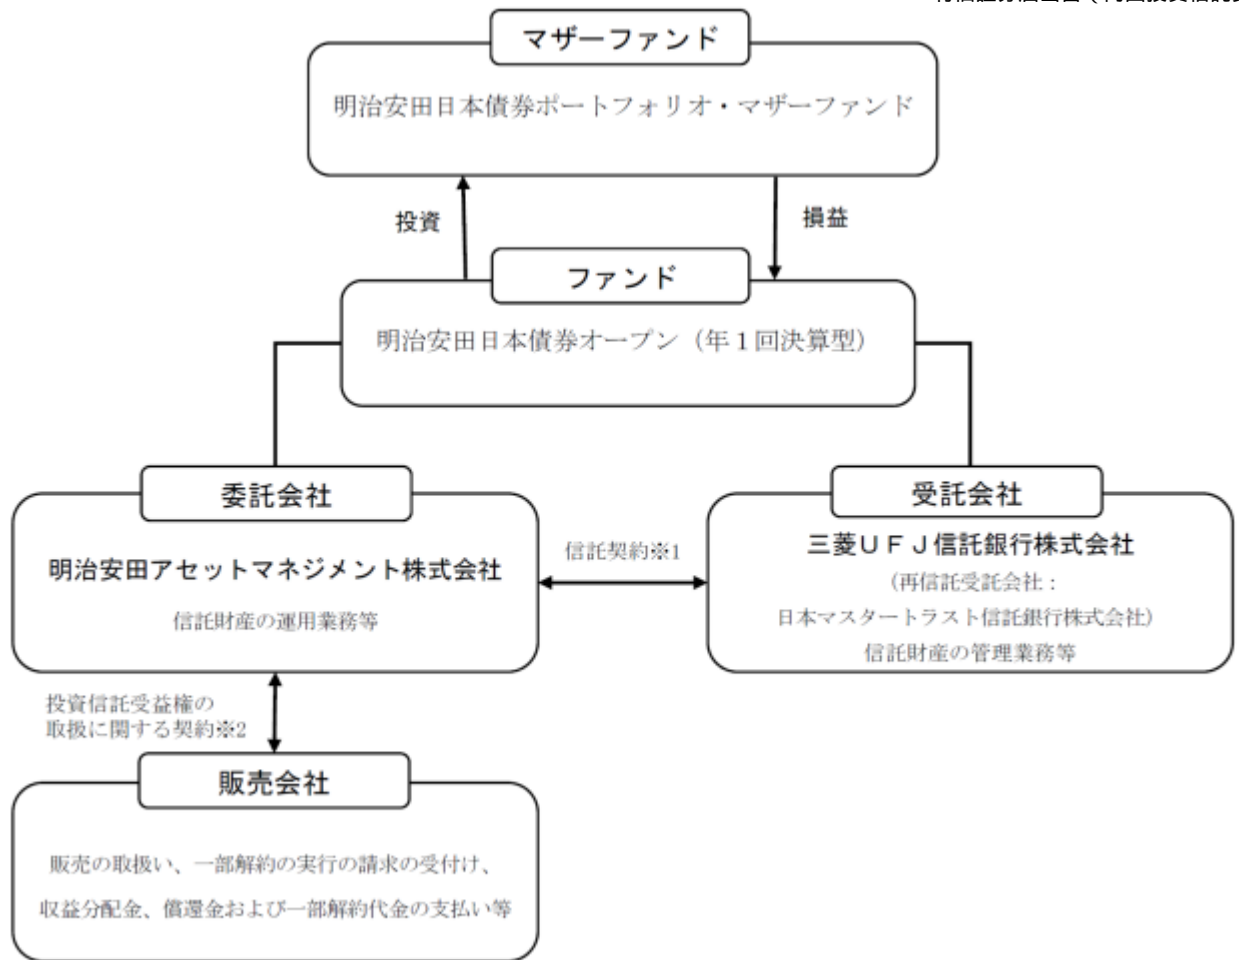 マザーファンド
明治安田日本債券ポートフォリオ・マザーファンド
投資
損益
ファンド
明治安田日本債券オープン（年１回決算型）
委託会社
明治安田アセットマネジメント株式会社
信託財産の運用業務等
信託契約※1
受託会社
三菱ＵＦＪ信託銀行株式会社
（再信託受託会社：
日本マスタートラスト信託銀行株式会社）
信託財産の管理業務等
投資信託受益権の
取扱に関する契約※2
販売会社
販売の取扱い、一部解約の実行の請求の受付け、
収益分配金、償還金および一部解約代金の支払い等